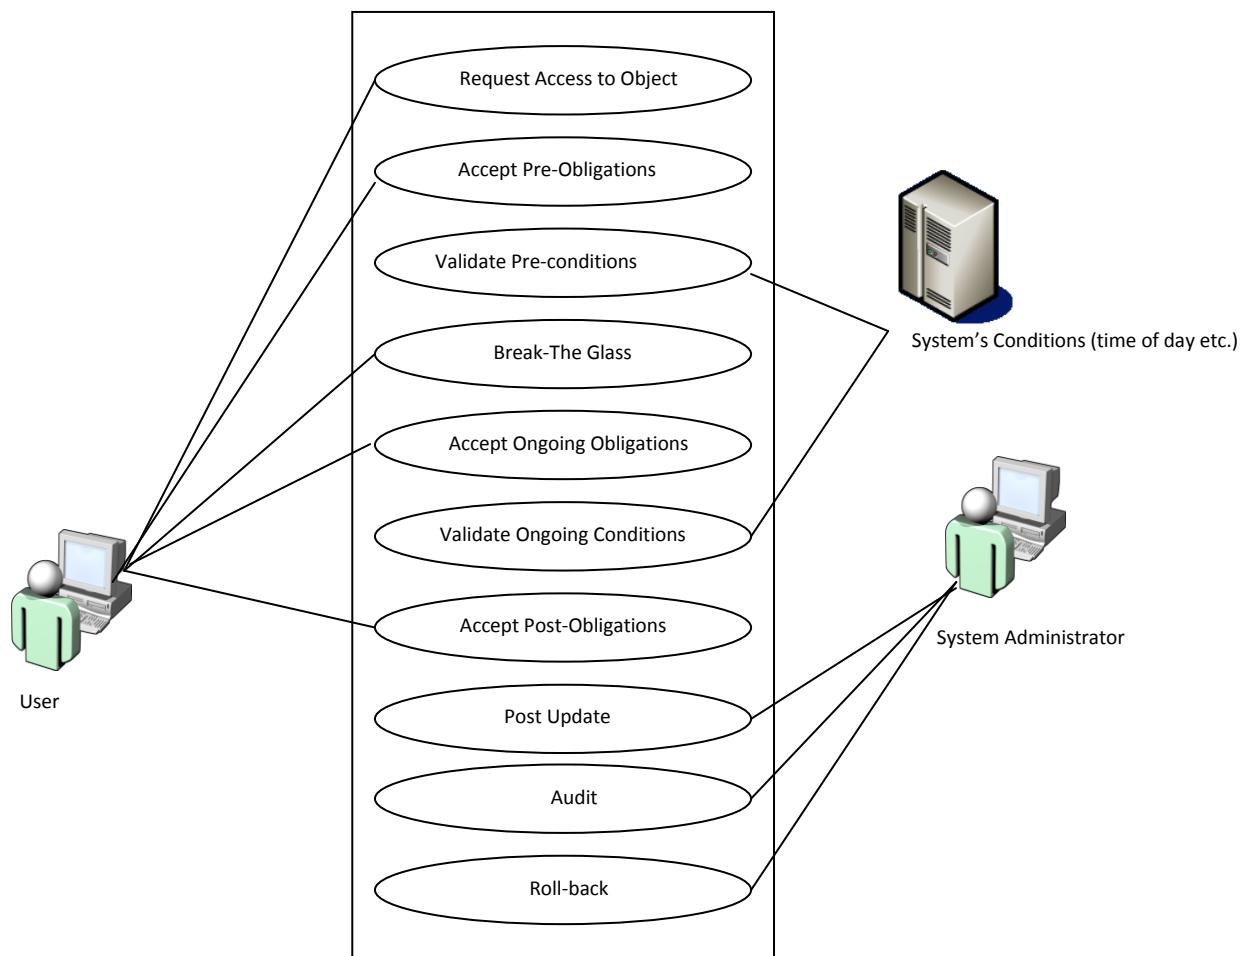 Request Access to Object
Accept Pre-Obligations
Validate Pre-conditions
System's Conditions (time of day etc.)
Break-The Glass
Accept Ongoing Obligations
Validate Ongoing Conditions
Accept Post-Obligations
System Administrator
User
Post Update
Audit
Roll-back